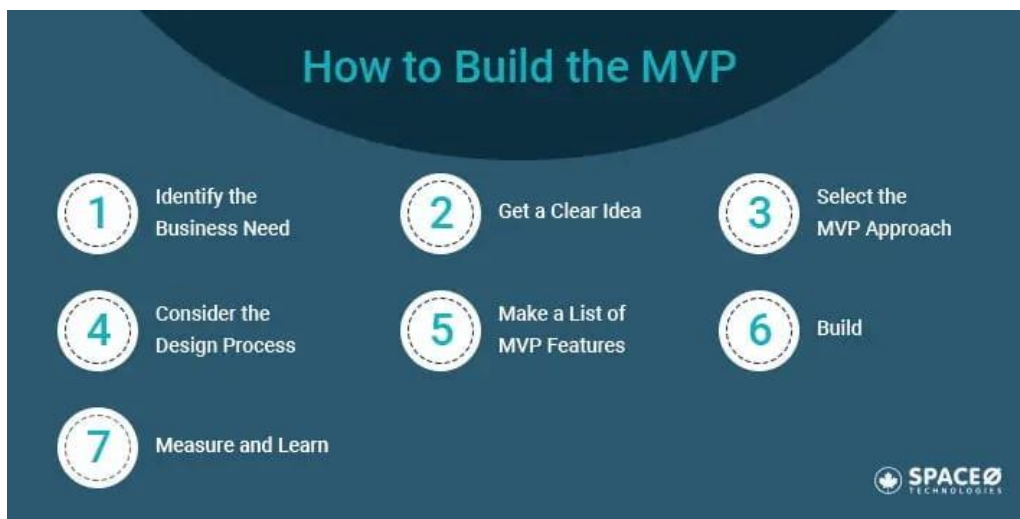 How to Build the MVP
1
Identify the
Business Need
2
Get a Clear Idea
3
Select the
MVP Approach
4
Consider the
Design Process
5
Make a List of
MVP Features
6
Build
7
Measure and Learn
SPACEØ
TECHNOLOGIES